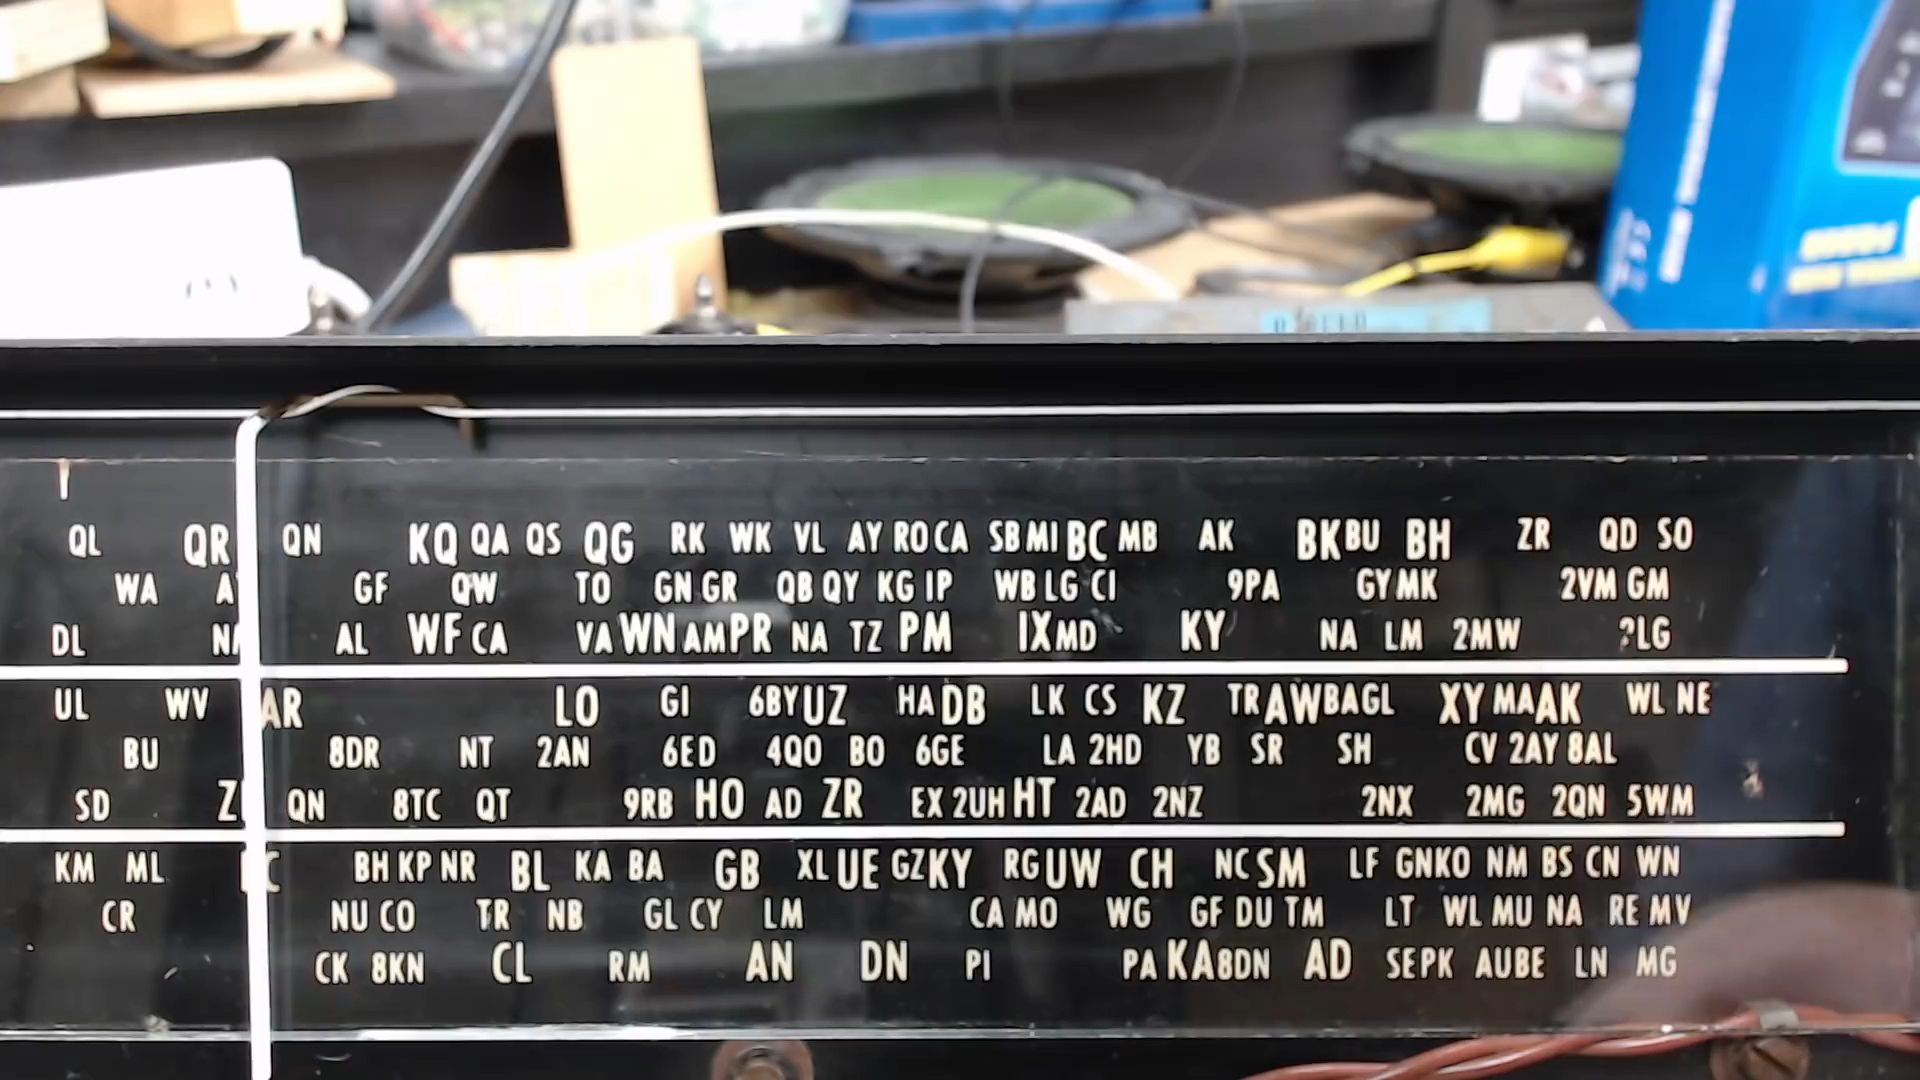 QL QR QN KQ QA QS QG RK WK VL AY RO CA SB MI BC MB AK BK BU BH ZR QD SO
WA GF QW TO GN GR QB QY KG IP WB LG CI 9PA GY MK 2VM GM
DL AL WF CA VA WN AM PR NA TZ PM IX MD KY NA LM 2MW LG
UL WV AR LO GI 6BY UZ HA DB LK CS KZ TR AW BA GL XY MA AK WL NE
BU 8DR NT 2AN 6ED 4QO BO 6GE LA 2HD YB SR SH CV 2AY 8AL
SD QN 8TC QT 9RB HO AD ZR EX 2UH HT 2AD 2NZ 2NX 2MG 2QN 5WM
KM ML BH KP NR BL KA BA GB XL UE GZ KY RG UW CH NC SM LF GN KO NM BS CN WN
CR NU CO TR NB GL CY LM CA MO WG GF DU TM LT WL MU NA RE MV
CK 8KN CL RM AN DN PI PA KA 8DN AD SE PK AU BE LN MG